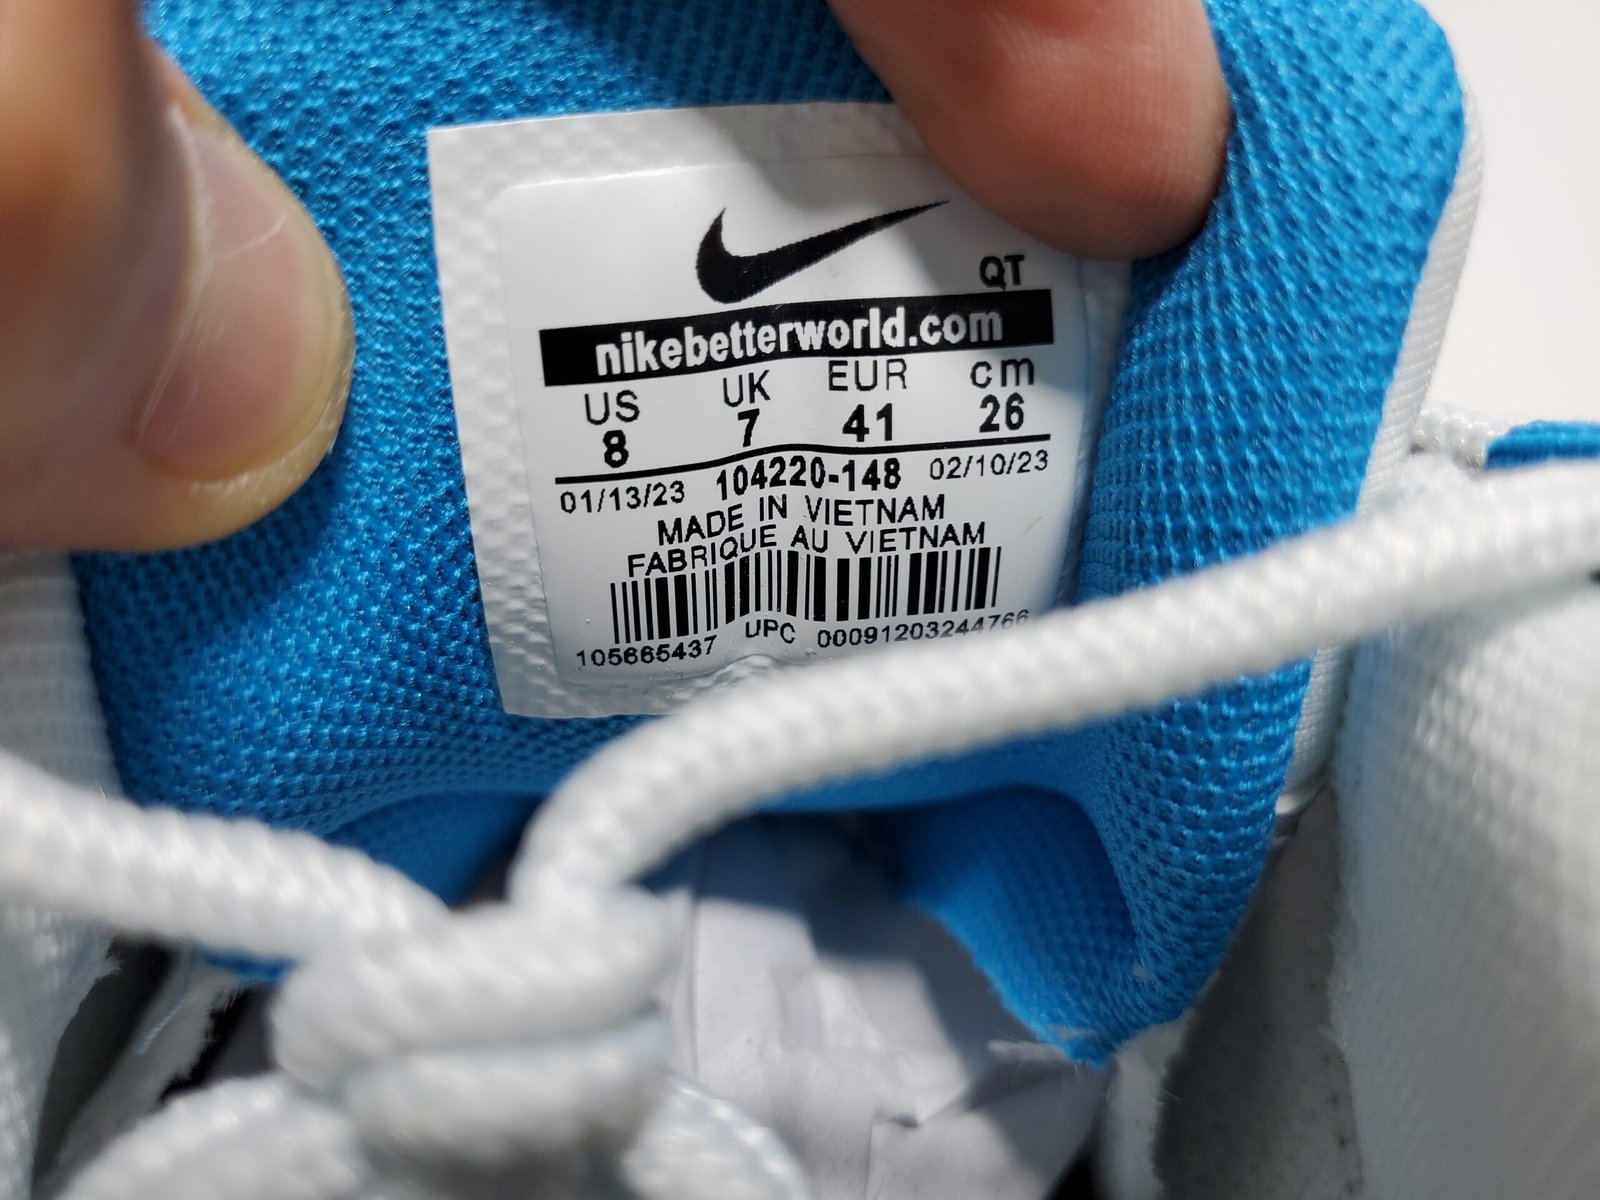 QT
nikebetterworld.com
US UK EUR cm
8 7 41 26
01/13/23 104220-148 02/10/23
MADE IN VIETNAM
FABRIQUE AU VIETNAM
105665437 UPC 00091203244766